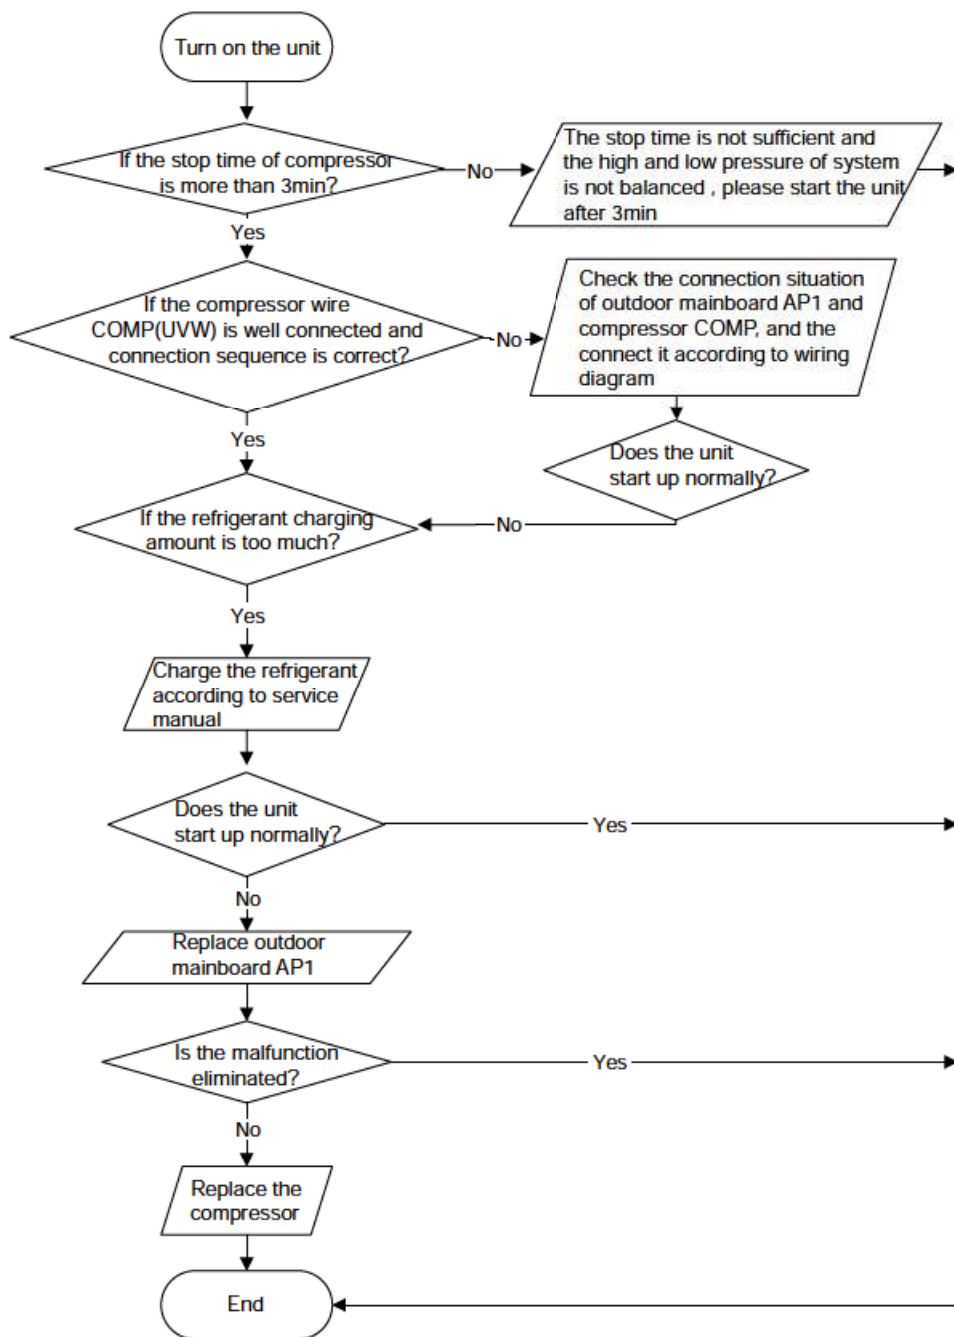 Turn on the unit
If the stop time of compressor
is more than 3min?
No
The stop time is not sufficient and
the high and low pressure of system
is not balanced , please start the unit
after 3min
Yes
If the compressor wire
COMP(UVW) is well connected and
connection sequence is correct?
No
Check the connection situation
of outdoor mainboard AP1 and
compressor COMP, and the
connect it according to wiring
diagram
Yes
Does the unit
start up normally?
If the refrigerant charging
amount is too much?
No
Yes
Charge the refrigerant
according to service
manual
Does the unit
start up normally?
Yes
No
Replace outdoor
mainboard AP1
Is the malfunction
eliminated?
Yes
No
Replace the
compressor
End